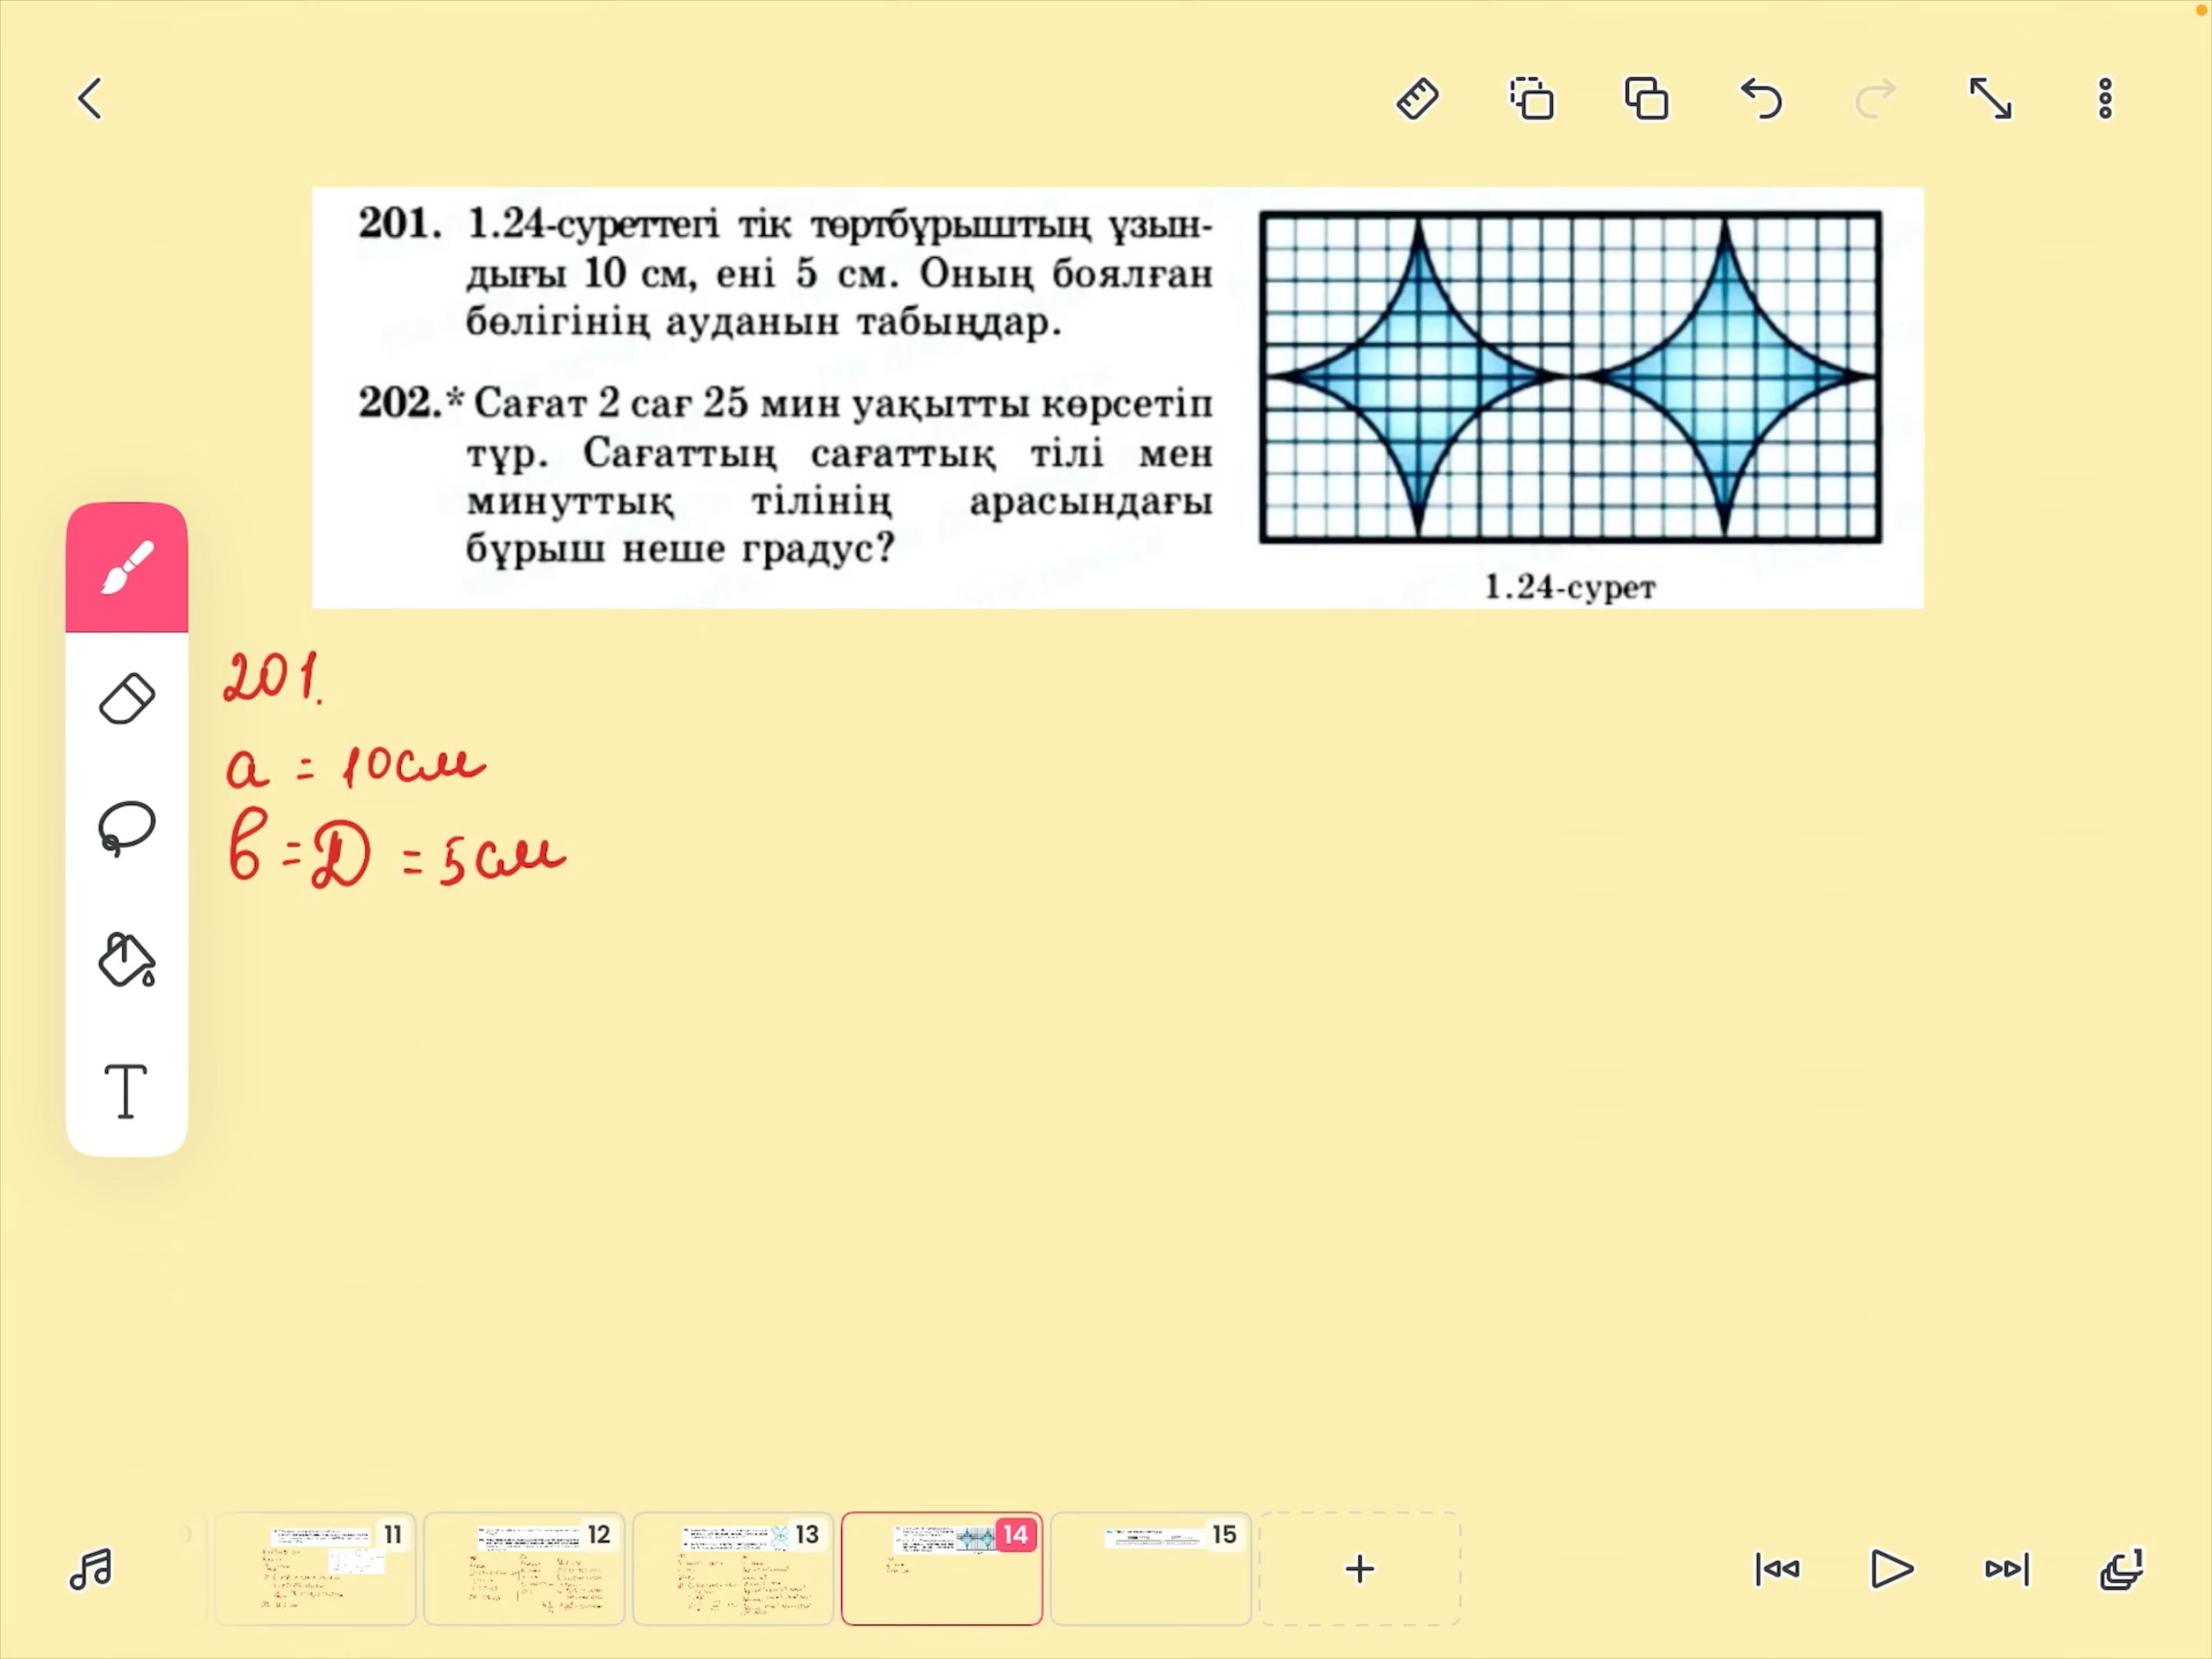 201. 1.24-суреттегі тік төртбұрыштың ұзын-
дығы 10 см, ені 5 см. Оның боялған
бөлігінің ауданын табыңдар.
202.* Сағат 2 сағ 25 мин уақытты көрсетіп
тұр. Сағаттың сағаттық тілі мен
минуттық тілінің арасындағы
бұрыш неше градус?
1.24-сурет
201.
a = 10см
в = D = 5см
T
11
12
13
14
15